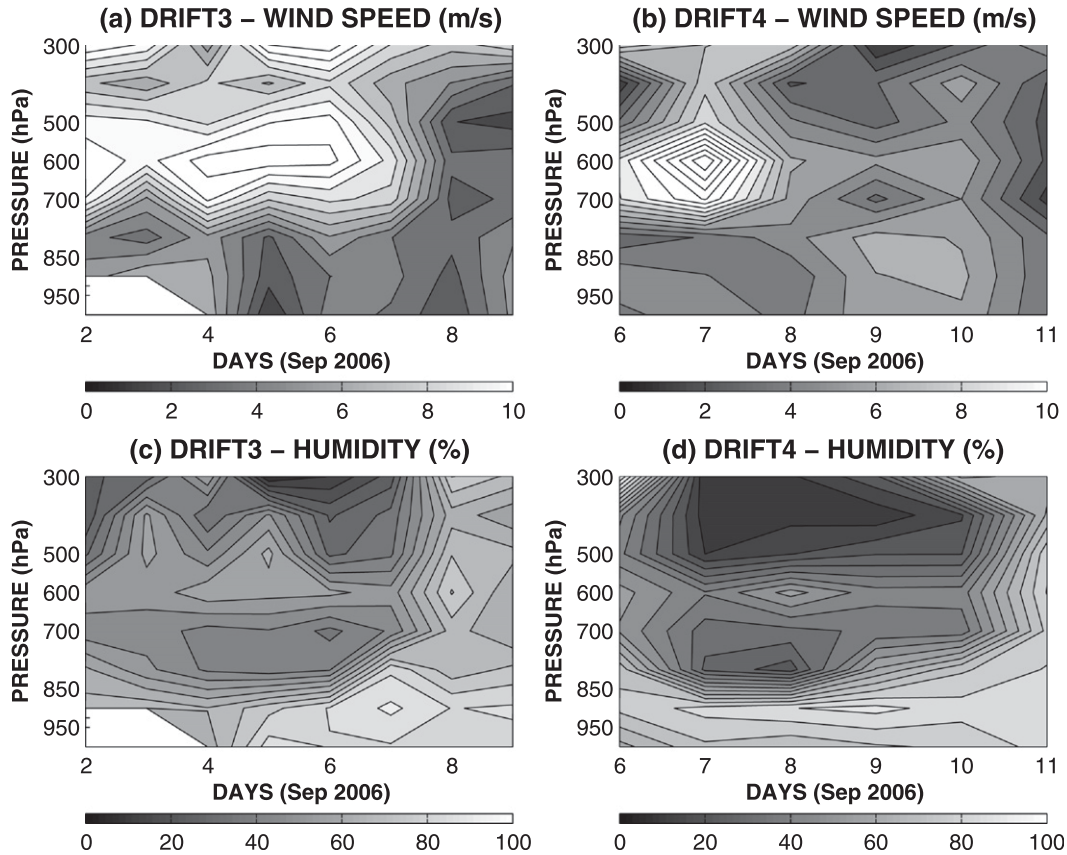 (a) DRIFT3 – WIND SPEED (m/s)
(b) DRIFT4 – WIND SPEED (m/s)
PRESSURE (hPa)
300
500
600
700
850
950
2 4 6 8
DAYS (Sep 2006)
0 2 4 6 8 10
PRESSURE (hPa)
300
500
600
700
850
950
6 7 8 9 10 11
DAYS (Sep 2006)
0 2 4 6 8 10
(c) DRIFT3 – HUMIDITY (%)
(d) DRIFT4 – HUMIDITY (%)
PRESSURE (hPa)
300
500
600
700
850
950
2 4 6 8
DAYS (Sep 2006)
0 20 40 60 80 100
PRESSURE (hPa)
300
500
600
700
850
950
6 7 8 9 10 11
DAYS (Sep 2006)
0 20 40 60 80 100